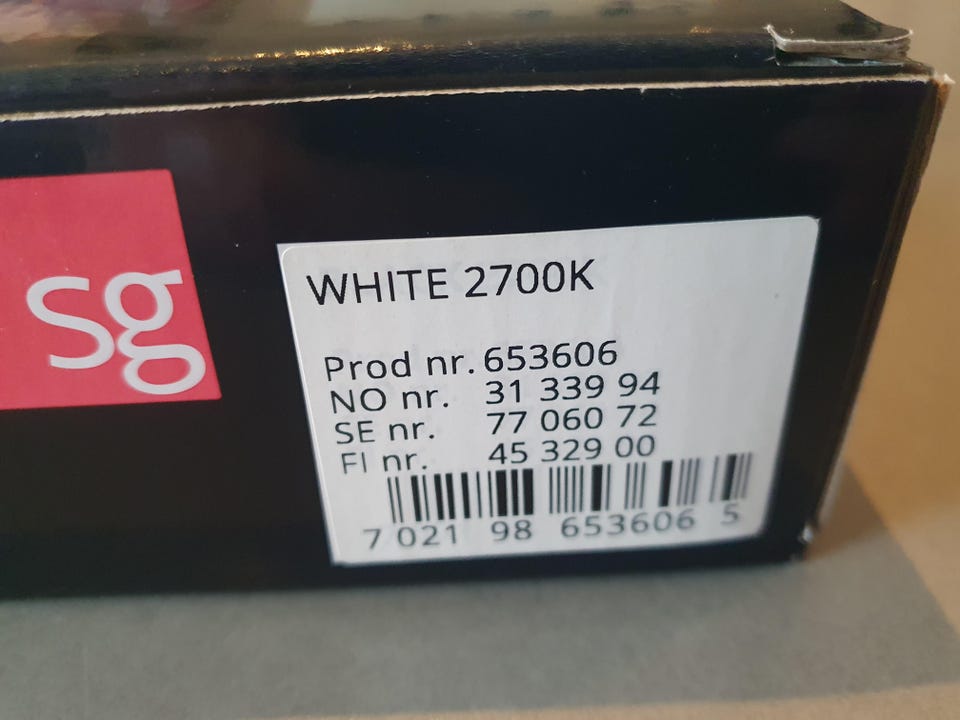 sg
WHITE 2700K
Prod nr. 653606
NO nr. 31 339 94
SE nr. 77 060 72
FI nr. 45 329 00
7 021 98 653606 5